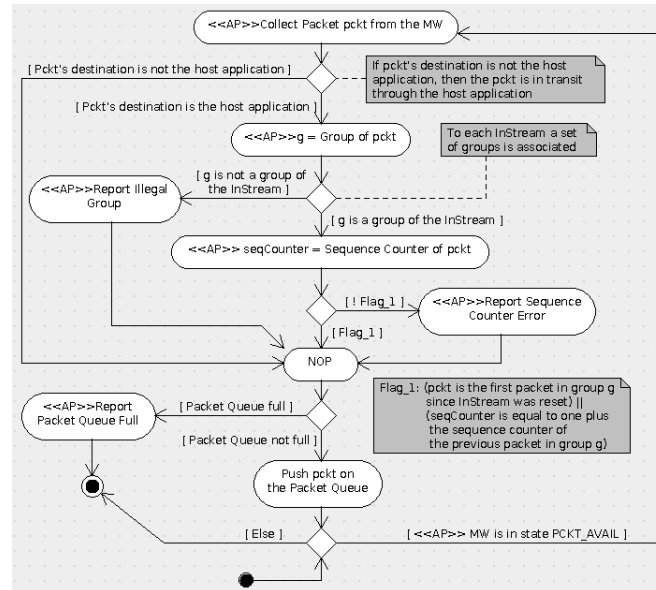 <<AP>>Collect Packet pckt from the MW
[ Pckt's destination is not the host application ]
If pckt's destination is not the host
application, then the pckt is in transit
through the host application
[Pckt's destination is the host application ]
<<AP>>g = Group of pckt
To each InStream a set
of groups is associated
[ g is not a group of
the InStream ]
<<AP>>Report Illegal
Group
[ g is a group of the InStream ]
<<AP>> seqCounter = Sequence Counter of pckt
[ ! Flag_1 ]
<<AP>>Report Sequence
Counter Error
[ Flag_1 ]
NOP
Flag_1: (pckt is the first packet in group g
since InStream was reset) ||
(seqCounter is equal to one plus
the sequence counter of
the previous packet in group g)
<<AP>>Report
Packet Queue Full
[ Packet Queue full ]
[Packet Queue not full ]
Push pckt on
the Packet Queue
[ Else ]
[ <<AP>> MW is in state PCKT_AVAIL ]